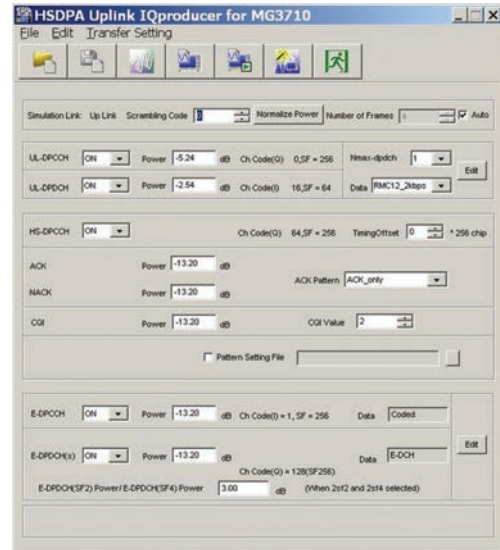 HSDPA Uplink IQproducer for MG3710
File Edit Transfer Setting
Simulation Link: Up Link Scrambling Code 0 Normalize Power Number of Frames 4 Auto
UL-DPCCH ON Power -5.24 dB Ch Code(Q) 0,SF = 256 Nmax-dpdch 1 Edit
UL-DPDCH ON Power -2.54 dB Ch Code(I) 16,SF = 64 Data RMC12_2kbps
HS-DPCCH ON Ch Code(Q) 64,SF = 256 TimingOffset 0 * 256 chip
ACK Power -13.20 dB
ACK Pattern ACK_only
NACK Power -13.20 dB
CQI Power -13.20 dB CQI Value 2
Pattern Setting File
E-DPCCH ON Power -13.20 dB Ch Code(I) = 1, SF = 256 Data Coded
Edit
E-DPDCH(s) ON Power -13.20 dB Data E-DCH
Ch Code(Q) = 128(SF256)
E-DPDCH(SF2) Power/E-DPDCH(SF4) Power 3.00 dB (When 2sf2 and 2sf4 selected)